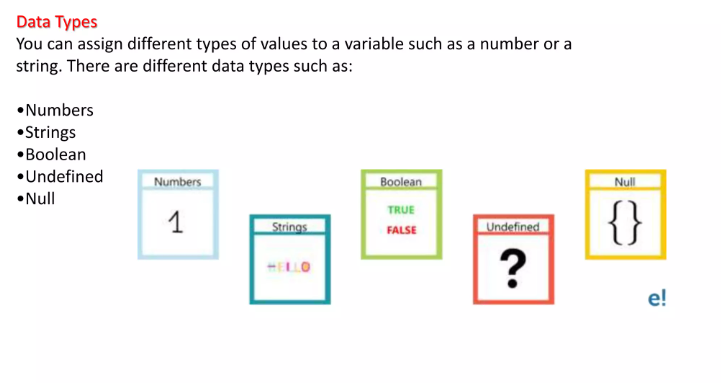 Data Types
You can assign different types of values to a variable such as a number or a
string. There are different data types such as:
•Numbers
•Strings
•Boolean
•Undefined
•Null
Numbers
1
Strings
HELLO
Boolean
TRUE
FALSE
Undefined
?
Null
{}
e!